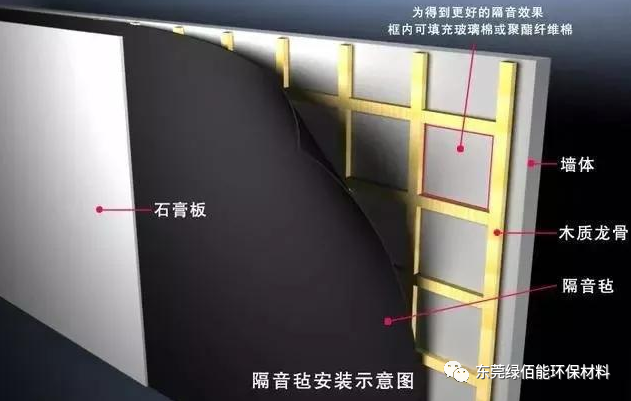 为得到更好的隔音效果
框内可填充玻璃棉或聚酯纤维棉
墙体
石膏板
木质龙骨
隔音毡
隔音毡安装示意图
东莞绿佰能环保材料